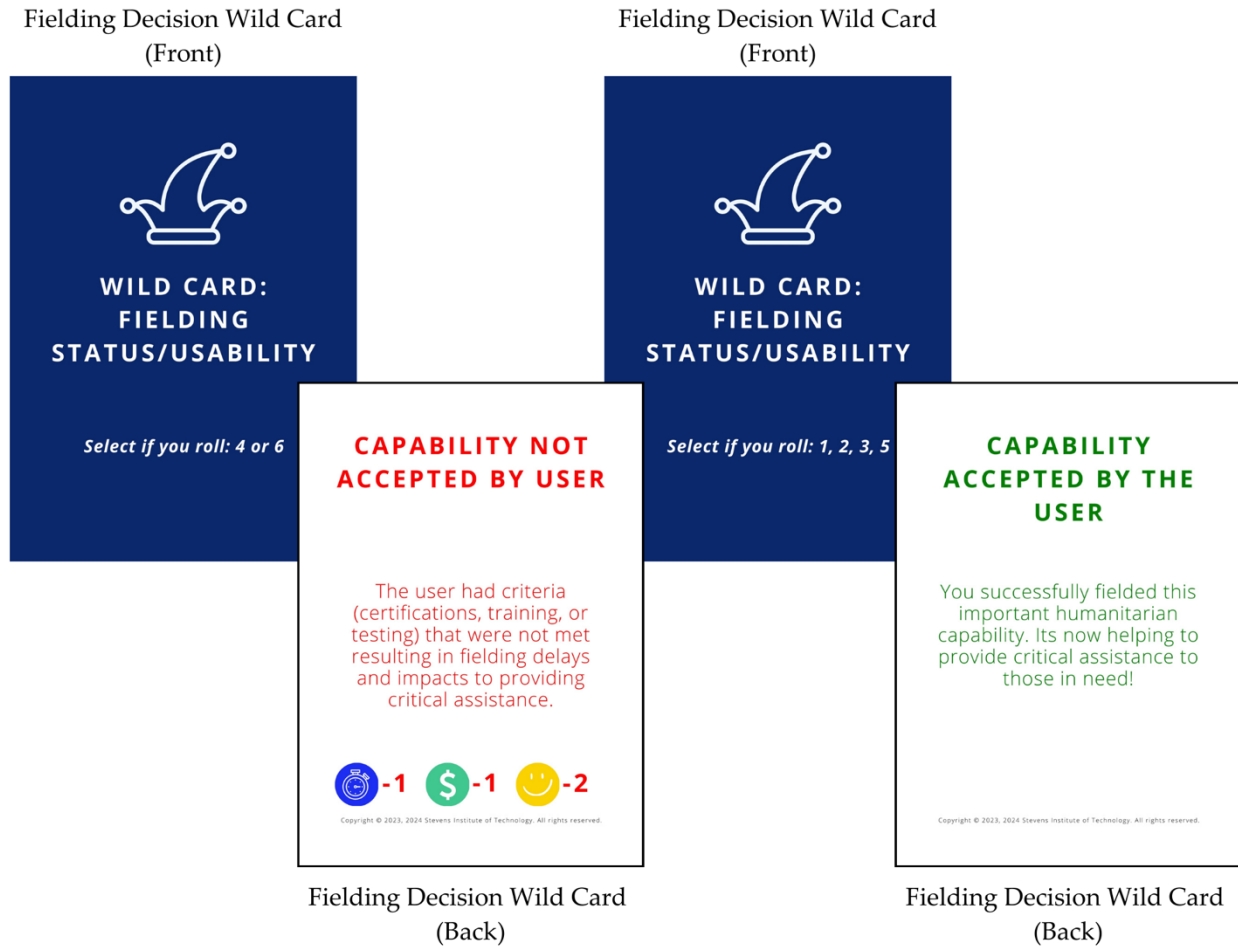 Fielding Decision Wild Card
(Front)
WILD CARD:
FIELDING
STATUS/USABILITY
Select if you roll: 4 or 6
CAPABILITY NOT
ACCEPTED BY USER
The user had criteria
(certifications, training, or
testing) that were not met
resulting in fielding delays
and impacts to providing
critical assistance.
-1 $ -1 -2
Copyright © 2023, 2024 Stevens Institute of Technology. All rights reserved.
Fielding Decision Wild Card
(Back)
Fielding Decision Wild Card
(Front)
WILD CARD:
FIELDING
STATUS/USABILITY
Select if you roll: 1, 2, 3, 5
CAPABILITY
ACCEPTED BY THE
USER
You successfully fielded this
important humanitarian
capability. Its now helping to
provide critical assistance to
those in need!
Copyright © 2023, 2024 Stevens Institute of Technology. All rights reserved.
Fielding Decision Wild Card
(Back)